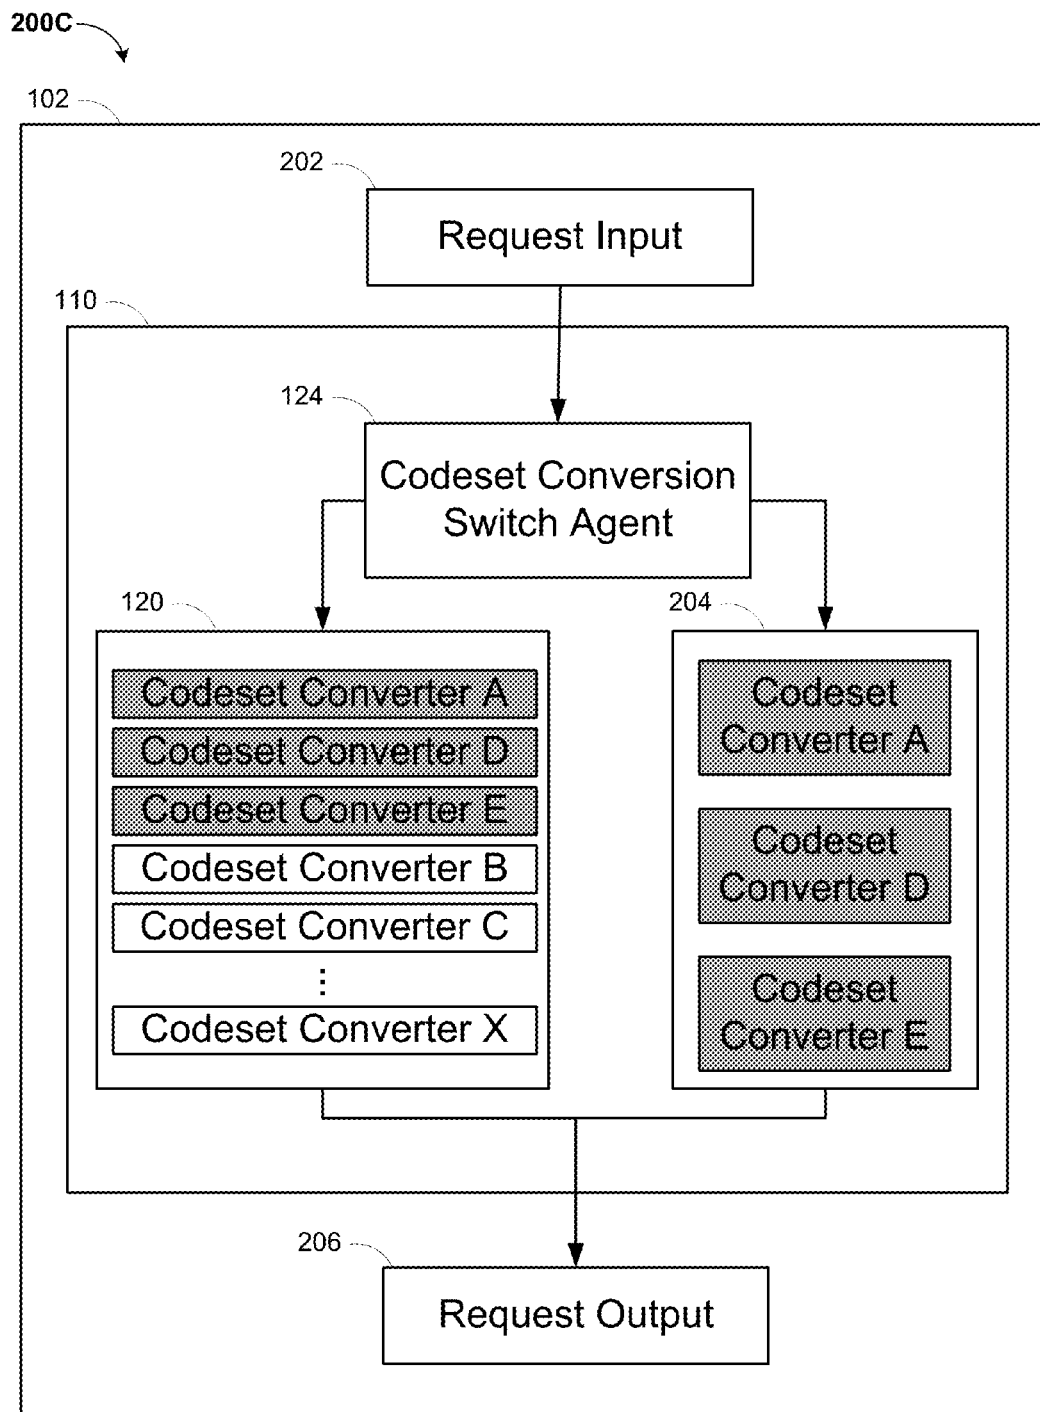 200C
102
202
Request Input
110
124
Codeset Conversion
Switch Agent
120
204
Codeset Converter A
Codeset Converter D
Codeset Converter E
Codeset Converter B
Codeset Converter C
⋮
Codeset Converter X
Codeset
Converter A
Codeset
Converter D
Codeset
Converter E
206
Request Output